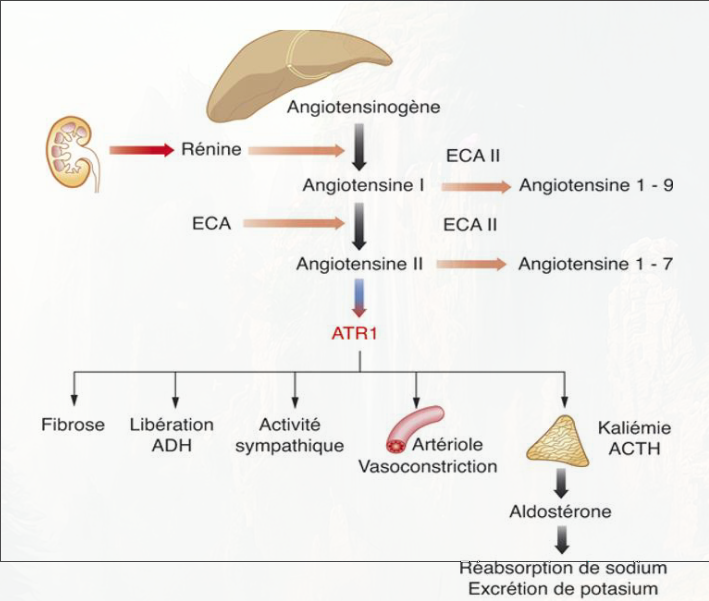 Angiotensinogène
Rénine
ECA II
Angiotensine I
Angiotensine 1 - 9
ECA
ECA II
Angiotensine II
Angiotensine 1 - 7
ATR1
Fibrose
Libération
ADH
Activité
sympathique
Artériole
Vasoconstriction
Kaliémie
ACTH
Aldostérone
Réabsorption de sodium
Excrétion de potasium